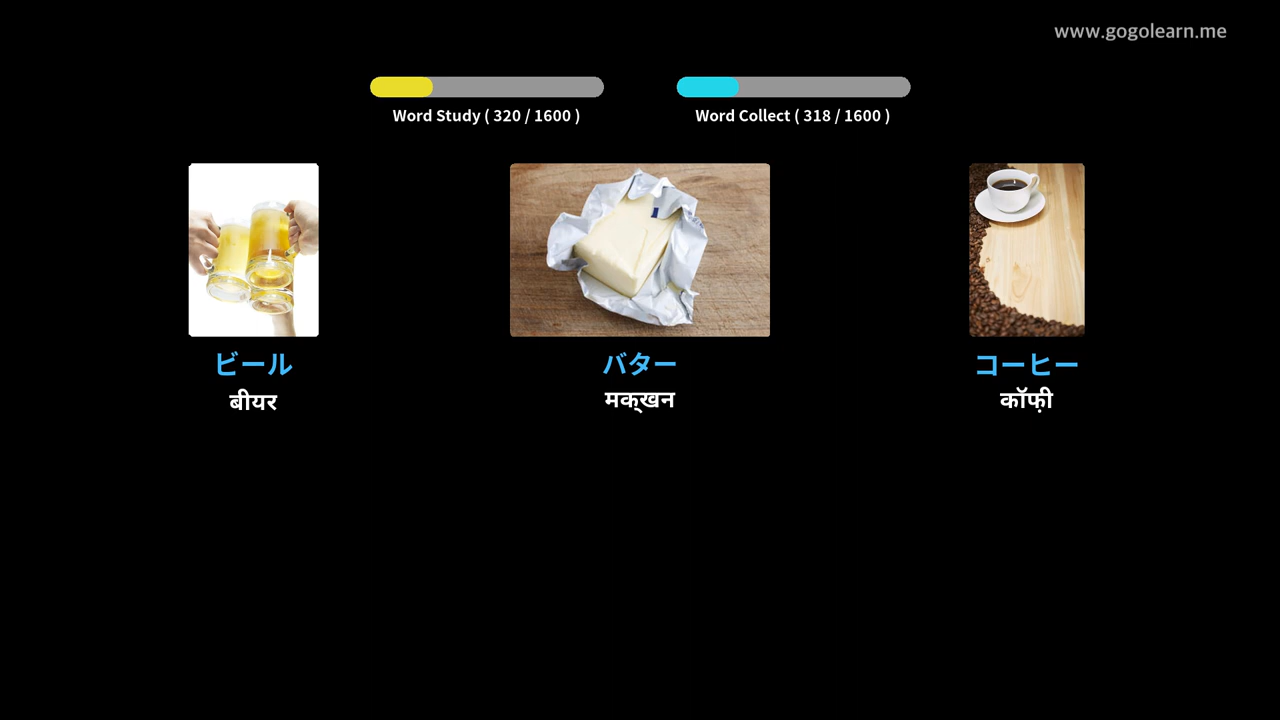 www.gogolearn.me
Word Study ( 320 / 1600 )
Word Collect ( 318 / 1600 )
ビール
バター
コーヒー
बीयर
मक्खन
कॉफ़ी